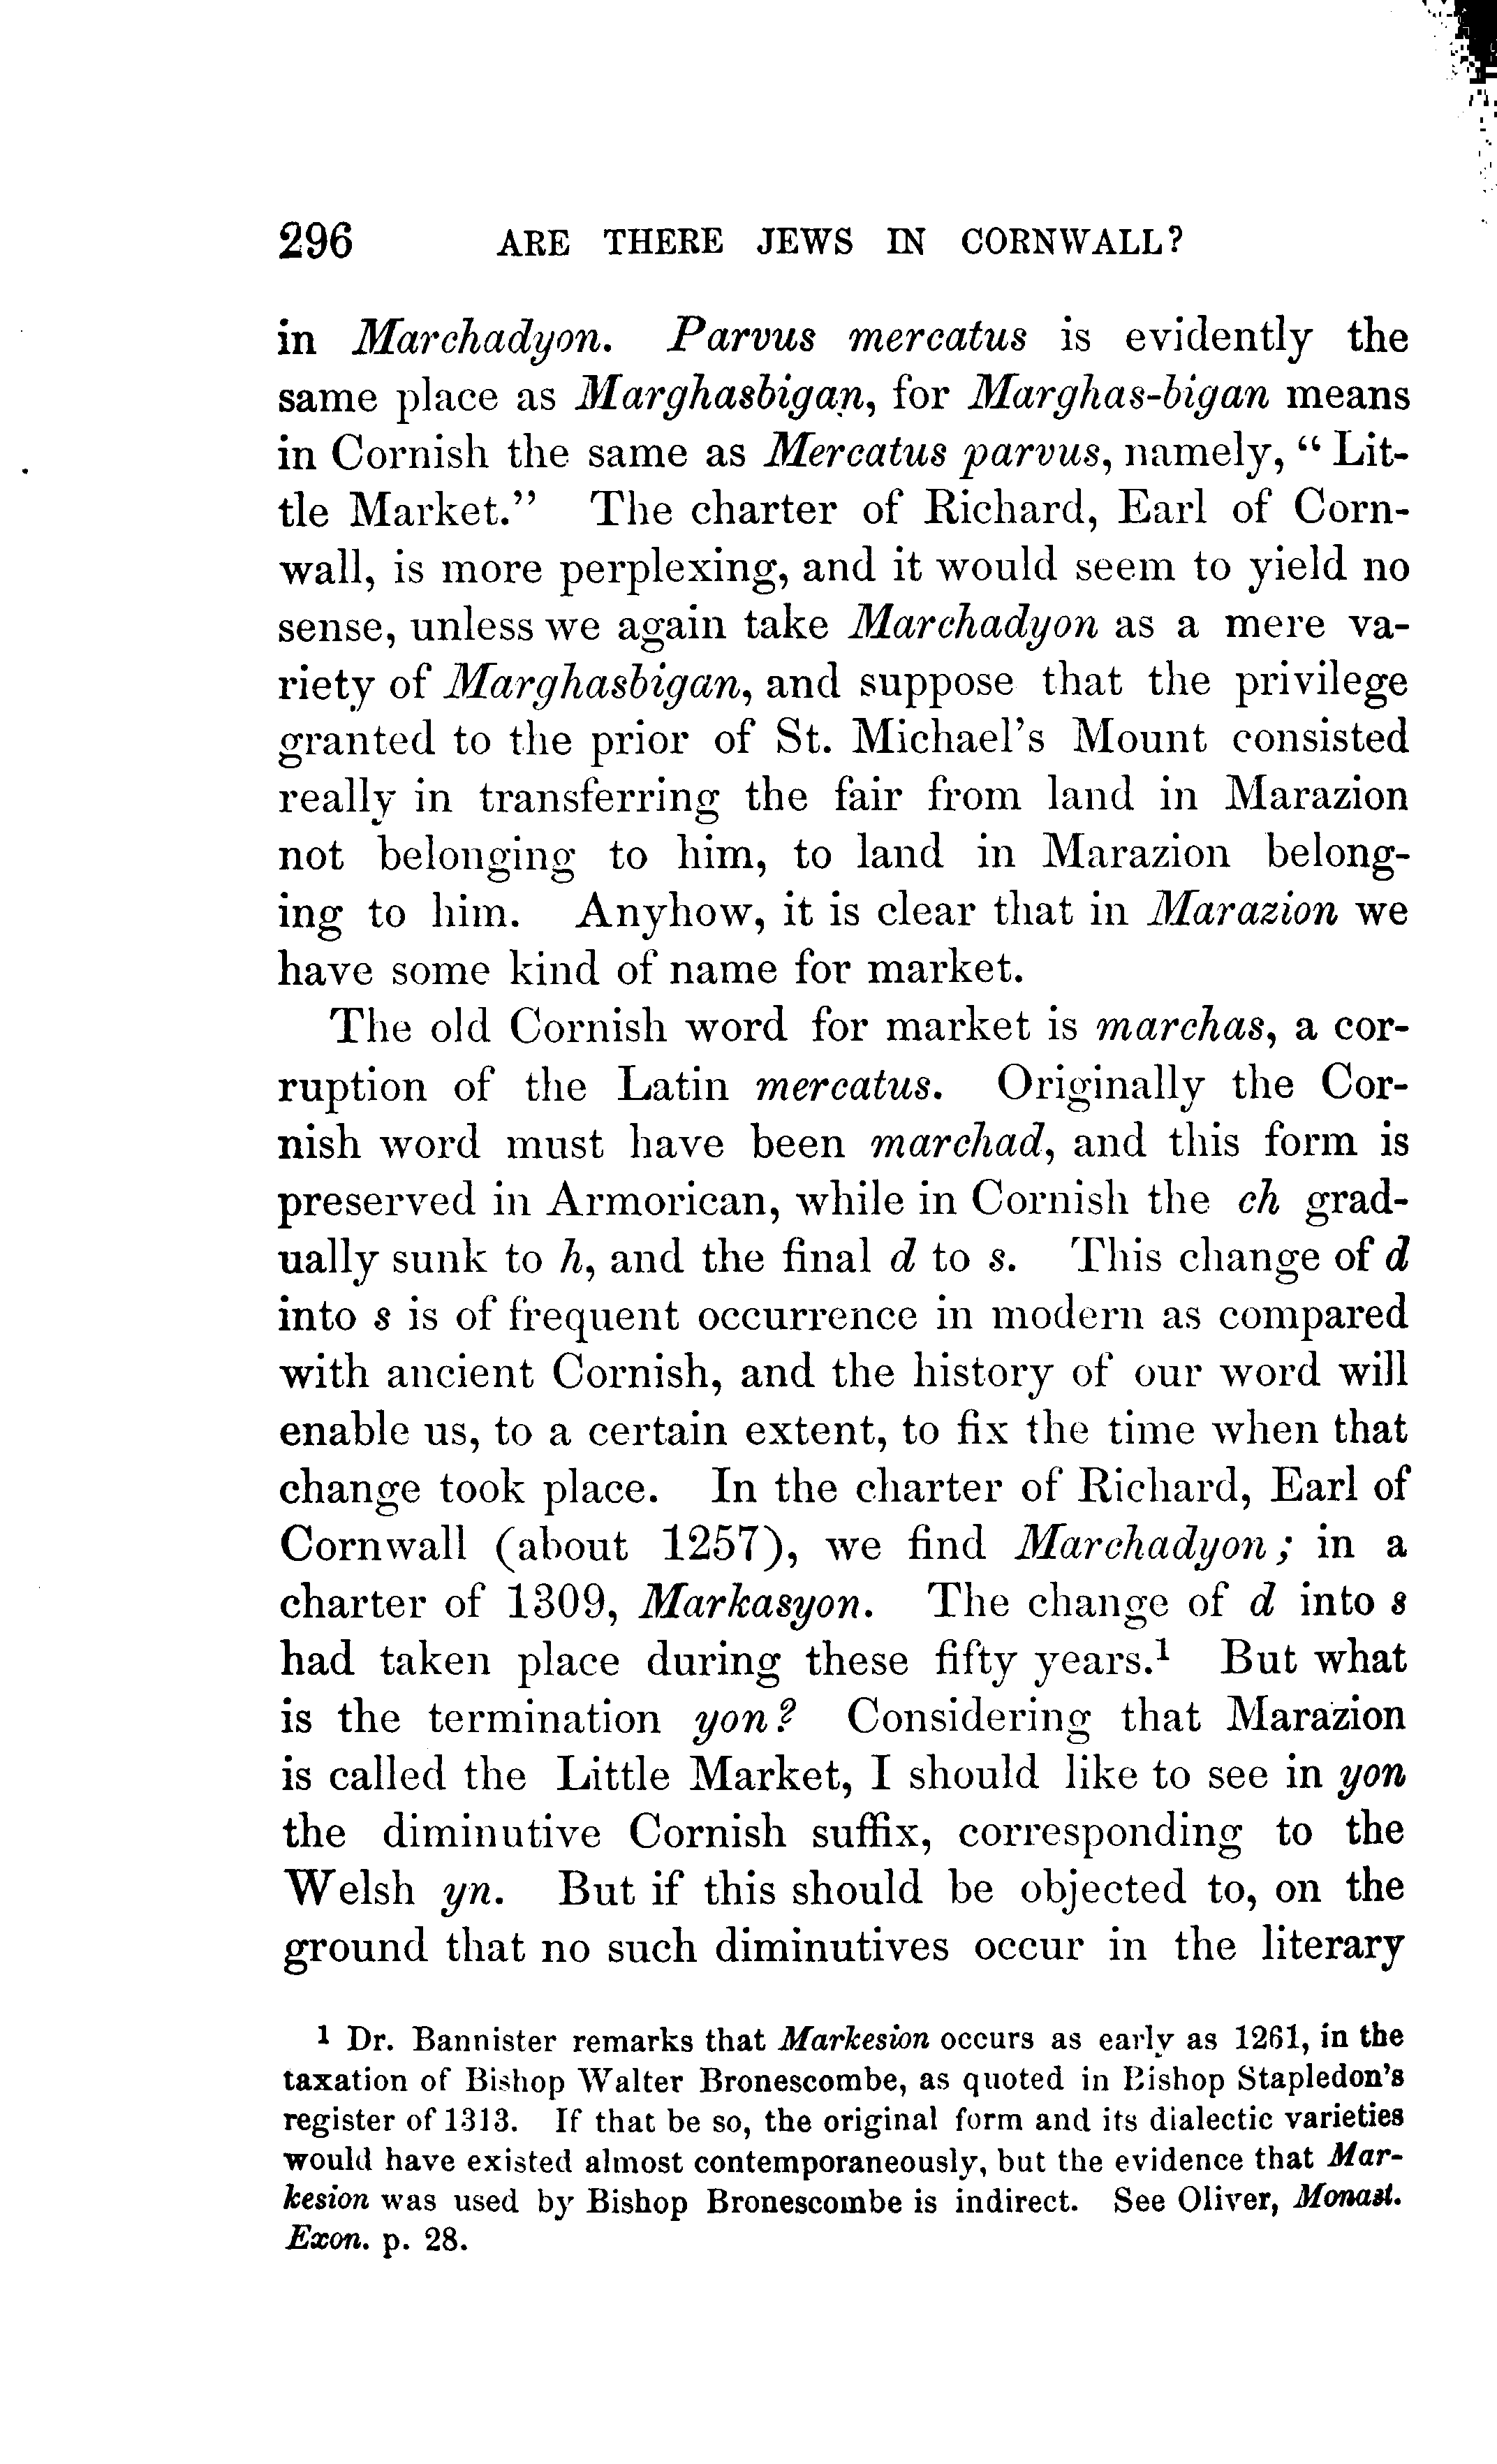 296 ARE THERE JEWS IN CORNWALL?
in Marchadyon. Parvus mercatus is evidently the
same place as Marghasbigan, for Marghas-bigan means
in Cornish the same as Mercatus parvus, namely, “ Lit-
tle Market.” The charter of Richard, Earl of Corn-
wall, is more perplexing, and it would seem to yield no
sense, unless we again take Marchadyon as a mere va-
riety of Marghasbigan, and suppose that the privilege
granted to the prior of St. Michael’s Mount consisted
really in transferring the fair from land in Marazion
not belonging to him, to land in Marazion belong-
ing to him. Anyhow, it is clear that in Marazion we
have some kind of name for market.
The old Cornish word for market is marchas, a cor-
ruption of the Latin mercatus. Originally the Cor-
nish word must have been marchad, and this form is
preserved in Armorican, while in Cornish the ch grad-
ually sunk to h, and the final d to s. This change of d
into s is of frequent occurrence in modern as compared
with ancient Cornish, and the history of our word will
enable us, to a certain extent, to fix the time when that
change took place. In the charter of Richard, Earl of
Cornwall (about 1257), we find Marchadyon; in a
charter of 1309, Markasyon. The change of d into s
had taken place during these fifty years.¹ But what
is the termination yon? Considering that Marazion
is called the Little Market, I should like to see in yon
the diminutive Cornish suffix, corresponding to the
Welsh yn. But if this should be objected to, on the
ground that no such diminutives occur in the literary
1 Dr. Bannister remarks that Markesion occurs as early as 1261, in the
taxation of Bishop Walter Bronescombe, as quoted in Bishop Stapledon’s
register of 1313. If that be so, the original form and its dialectic varieties
would have existed almost contemporaneously, but the evidence that Mar-
kesion was used by Bishop Bronescombe is indirect. See Oliver, Monast.
Exon. p. 28.